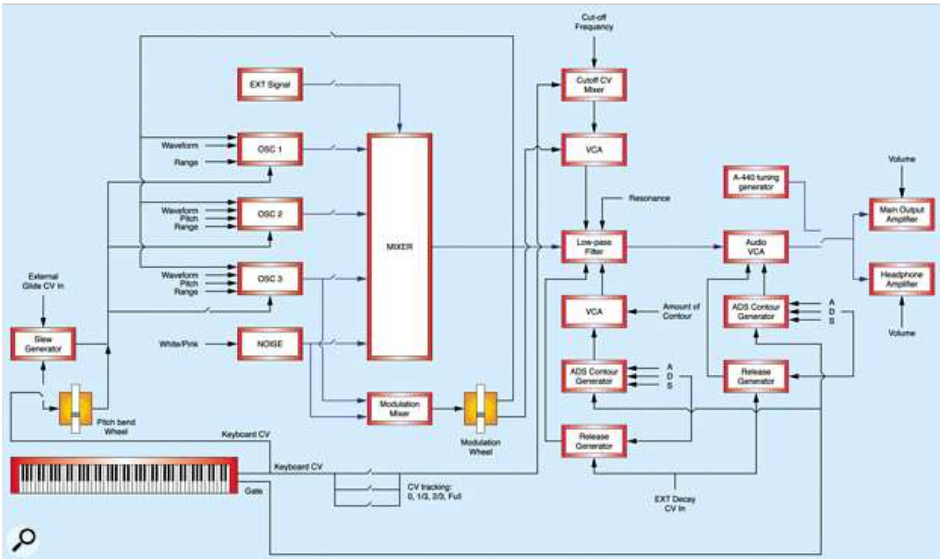 Cut-off
Frequency
EXT Signal
Cutoff CV
Mixer
Waveform
Range
OSC 1
VCA
A-440 tuning
generator
Volume
Resonance
Waveform
Pitch
Range
OSC 2
MIXER
Low-pass
Filter
Audio
VCA
Main Output
Amplifier
Waveform
Pitch
Range
OSC 3
Headphone
Amplifier
External
Glide CV In
VCA
Amount of
Contour
ADS Contour
Generator
A
D
S
Volume
Slew
Generator
White/Pink
NOISE
ADS Contour
Generator
A
D
S
Release
Generator
Pitch bend
Wheel
Modulation
Mixer
Modulation
Wheel
Keyboard CV
Release
Generator
Keyboard CV
CV tracking:
0, 1/3, 2/3, Full
Gate
EXT Decay
CV In